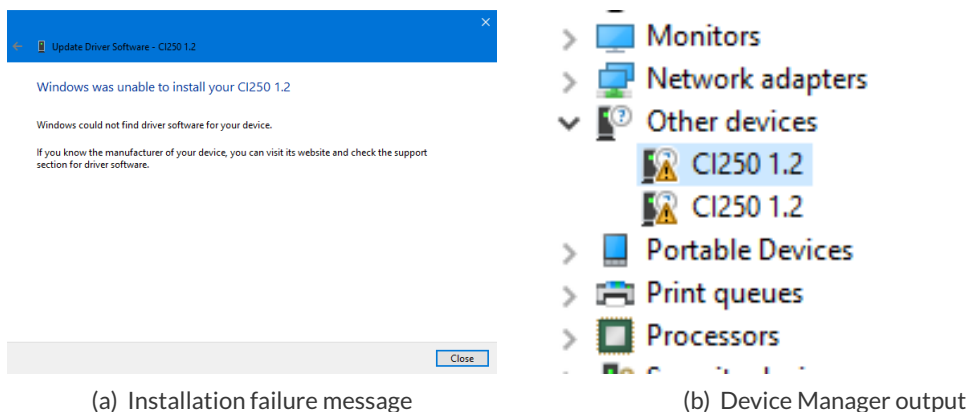 Update Driver Software - CI250 1.2
Windows was unable to install your CI250 1.2
Windows could not find driver software for your device.
If you know the manufacturer of your device, you can visit its website and check the support
section for driver software.
Close
(a) Installation failure message
Monitors
Network adapters
Other devices
CI250 1.2
CI250 1.2
Portable Devices
Print queues
Processors
(b) Device Manager output